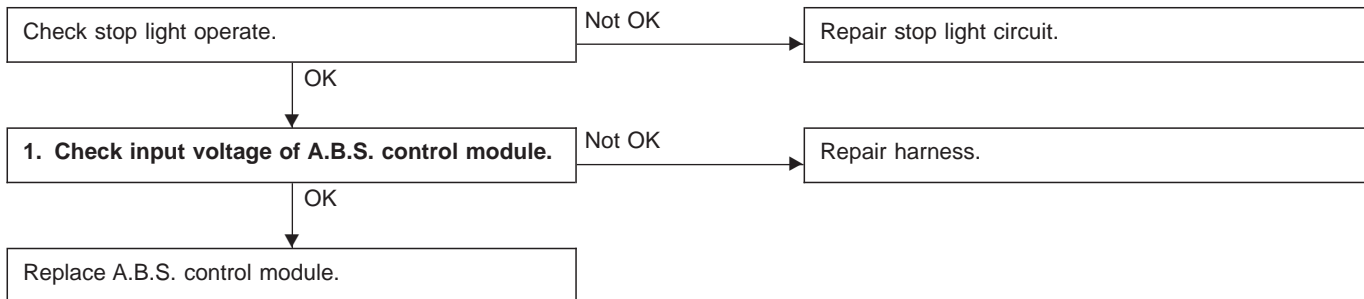 Check stop light operate.
Not OK
Repair stop light circuit.
OK
1. Check input voltage of A.B.S. control module.
Not OK
Repair harness.
OK
Replace A.B.S. control module.